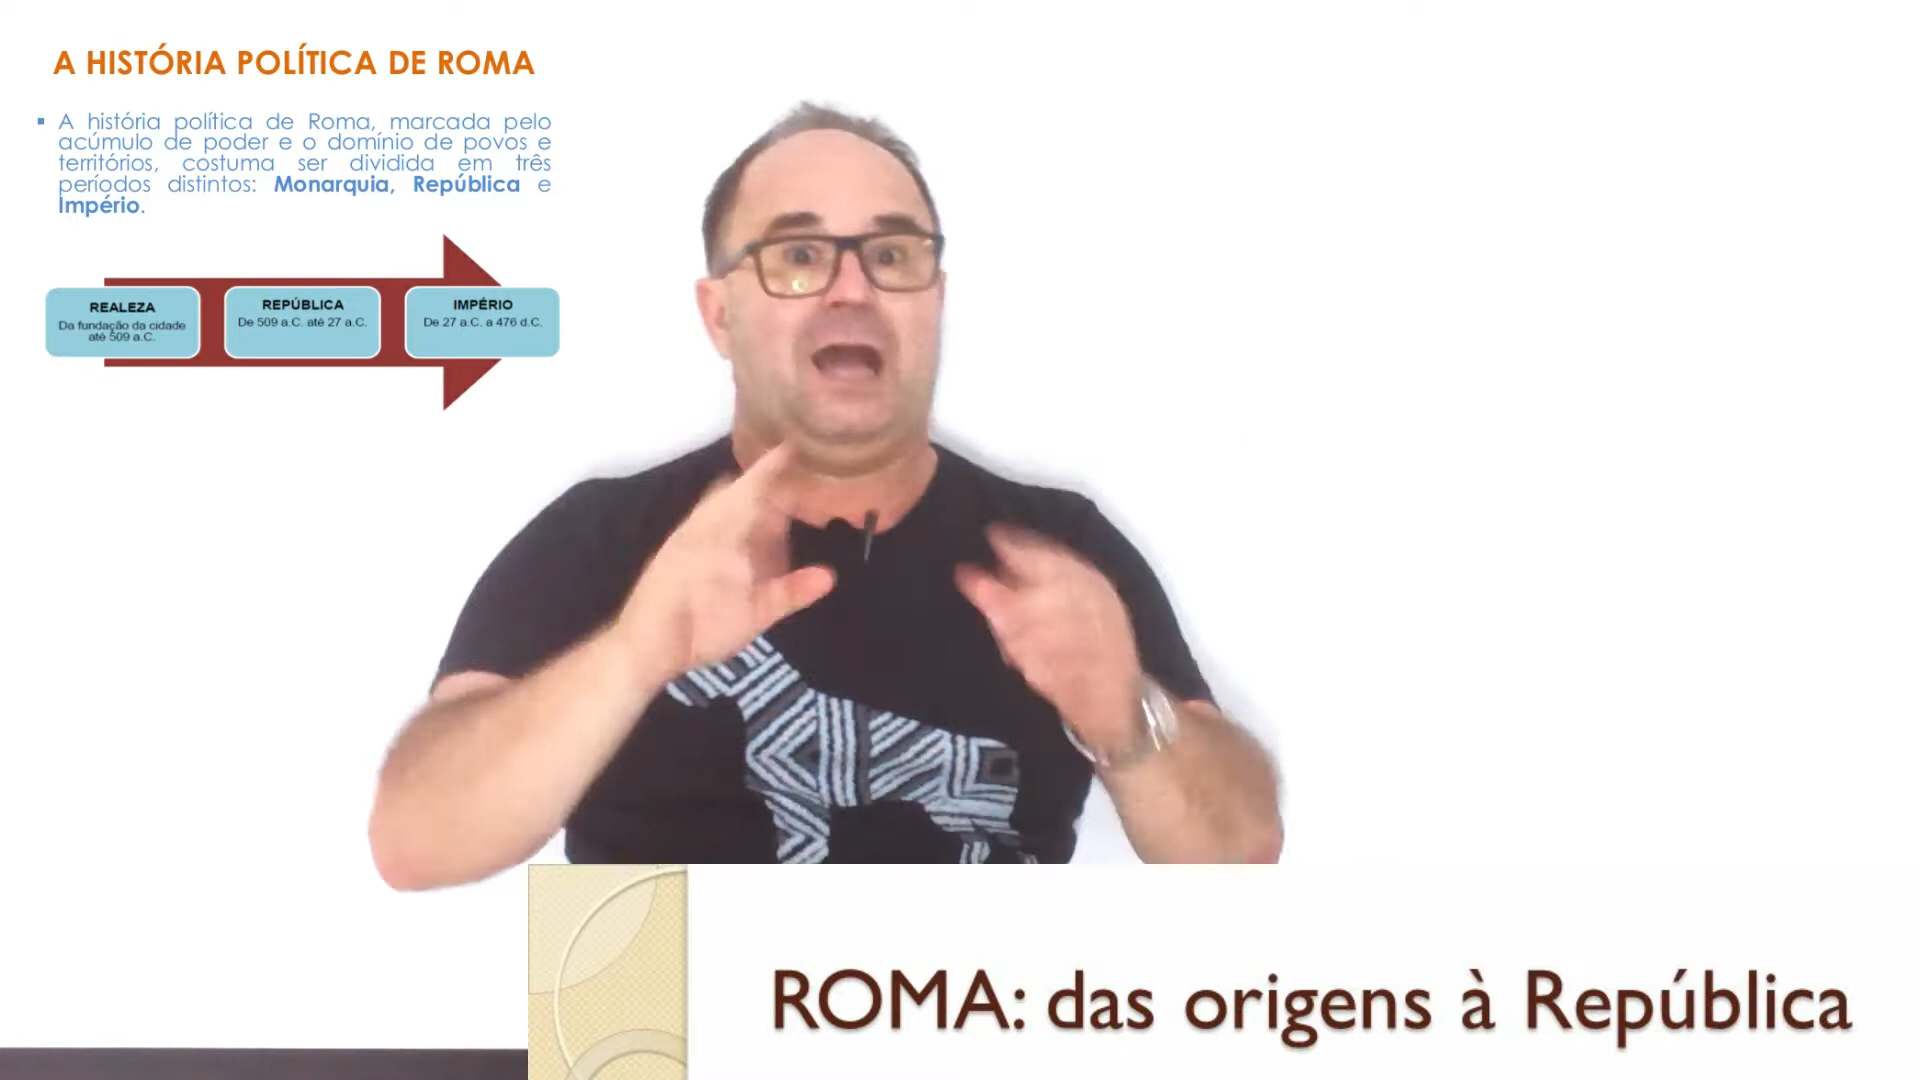 A HISTÓRIA POLÍTICA DE ROMA
▪ A história política de Roma, marcada pelo
acúmulo de poder e o domínio de povos e
territórios, costuma ser dividida em três
períodos distintos: Monarquia, República e
Império.
REALEZA
Da fundação da cidade
até 509 a.C.
REPÚBLICA
De 509 a.C. até 27 a.C.
IMPÉRIO
De 27 a.C. a 476 d.C.
ROMA: das origens à República